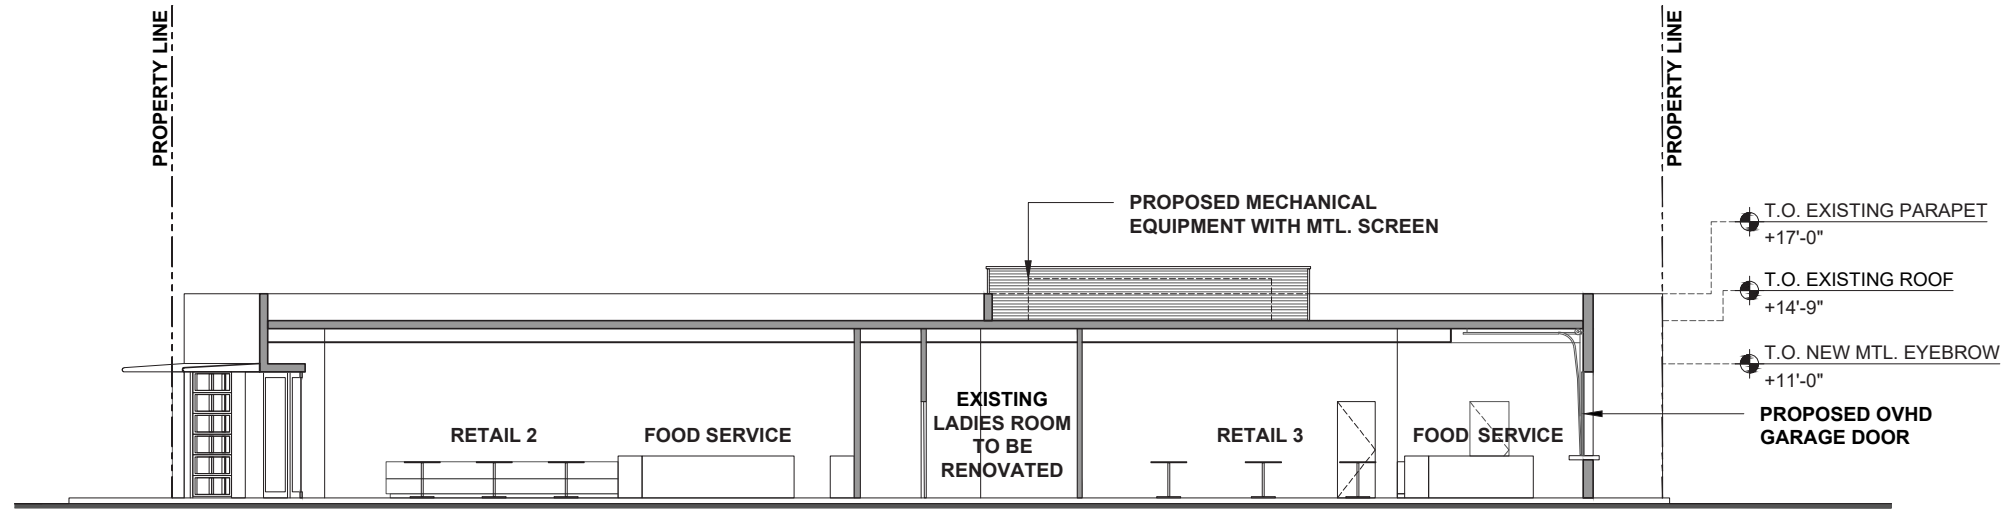 PROPERTY LINE
PROPERTY LINE
PROPOSED MECHANICAL
EQUIPMENT WITH MTL. SCREEN
T.O. EXISTING PARAPET
+17'-0"
T.O. EXISTING ROOF
+14'-9"
T.O. NEW MTL. EYEBROW
+11'-0"
PROPOSED OVHD
GARAGE DOOR
RETAIL 2
FOOD SERVICE
EXISTING
LADIES ROOM
TO BE
RENOVATED
RETAIL 3
FOOD SERVICE